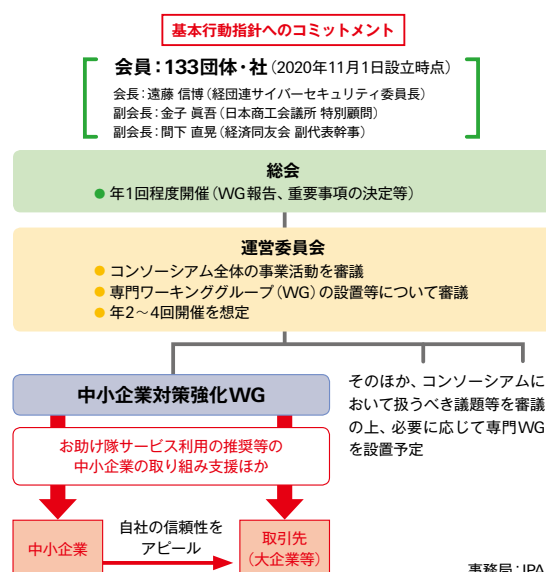 基本行動指針へのコミットメント
会員：133団体・社（2020年11月1日設立時点）
会長：遠藤 信博（経団連サイバーセキュリティ委員長）
副会長：金子 眞吾（日本商工会議所 特別顧問）
副会長：間下 直晃（経済同友会 副代表幹事）
総会
● 年1回程度開催（WG報告、重要事項の決定等）
運営委員会
● コンソーシアム全体の事業活動を審議
● 専門ワーキンググループ（WG）の設置等について審議
● 年2～4回開催を想定
中小企業対策強化WG
お助け隊サービス利用の推奨等の
中小企業の取り組み支援ほか
中小企業
自社の信頼性を
アピール
取引先
（大企業等）
そのほか、コンソーシアムに
おいて扱うべき議題等を審議
の上、必要に応じて専門WG
を設置予定
事務局：IPA